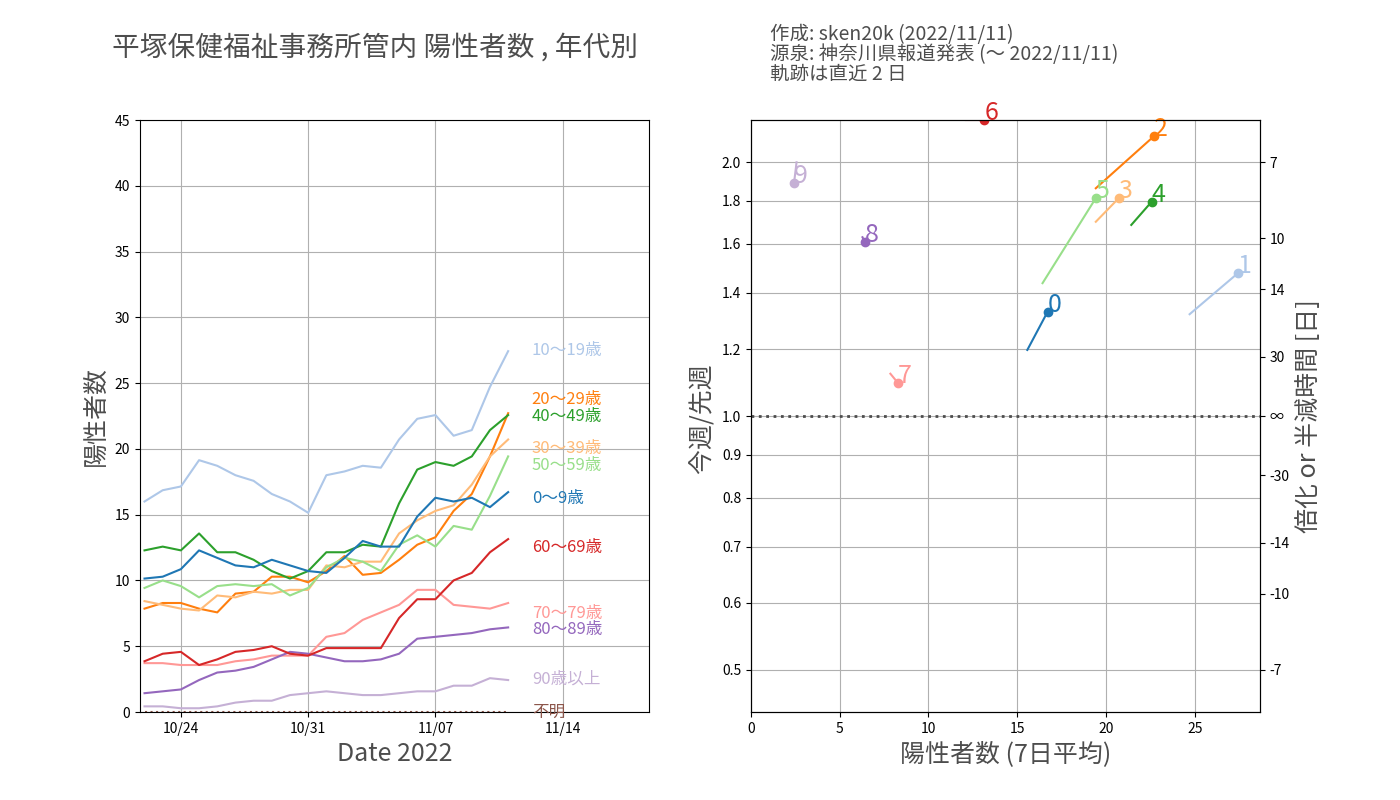 平塚保健福祉事務所管内 陽性者数 , 年代別
作成: sken20k (2022/11/11)
源泉: 神奈川県報道発表 (〜 2022/11/11)
軌跡は直近 2 日
陽性者数
45
40
35
30
25
20
15
10
5
0
10/24
10/31
11/07
11/14
Date 2022
10〜19歳
20〜29歳
40〜49歳
30〜39歳
50〜59歳
0〜9歳
60〜69歳
70〜79歳
80〜89歳
90歳以上
不明
今週/先週
2.0
1.8
1.6
1.4
1.2
1.0
0.9
0.8
0.7
0.6
0.5
6
2
9
5
3
4
8
1
0
7
0
5
10
15
20
25
陽性者数 (7日平均)
7
10
14
30
∞
-30
-14
-10
-7
倍化 or 半減時間 [日]